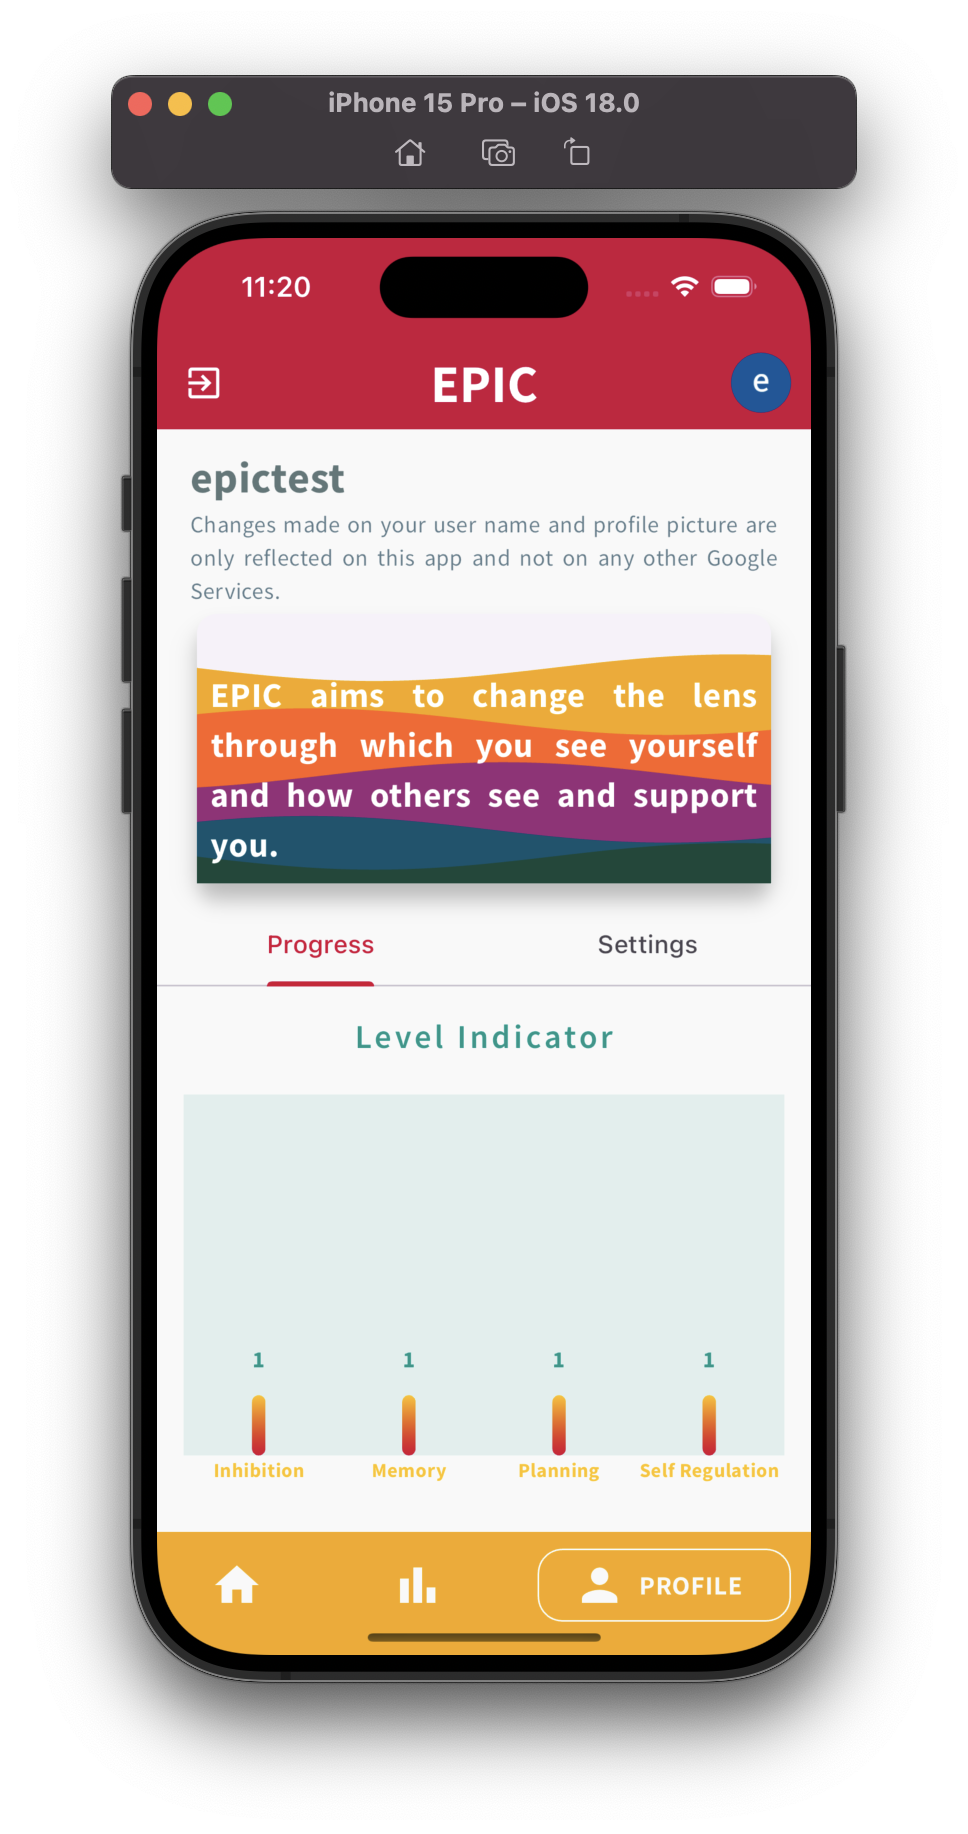 iPhone 15 Pro – iOS 18.0
11:20
EPIC
e
epictest
Changes made on your user name and profile picture are
only reflected on this app and not on any other Google
Services.
EPIC aims to change the lens
through which you see yourself
and how others see and support
you.
Progress Settings
Level Indicator
1 1 1 1
Inhibition Memory Planning Self Regulation
PROFILE